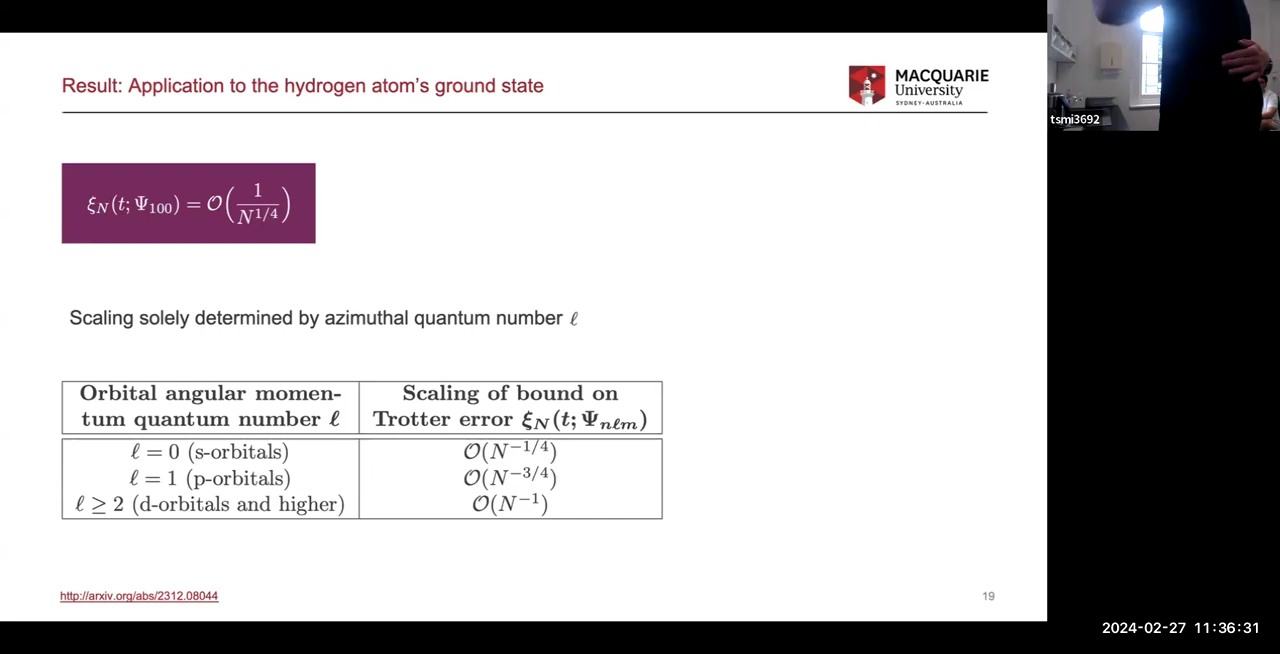 Result: Application to the hydrogen atom's ground state
MACQUARIE
University
SYDNEY·AUSTRALIA
tsmi3692
ξ_N(t; Ψ_100) = 𝒪(1/N^{1/4})
Scaling solely determined by azimuthal quantum number ℓ
Orbital angular momen-
tum quantum number ℓ
Scaling of bound on
Trotter error ξ_N(t; Ψ_nℓm)
ℓ = 0 (s-orbitals) 𝒪(N^{−1/4})
ℓ = 1 (p-orbitals) 𝒪(N^{−3/4})
ℓ ≥ 2 (d-orbitals and higher) 𝒪(N^{−1})
http://arxiv.org/abs/2312.08044
19
2024-02-27 11:36:31